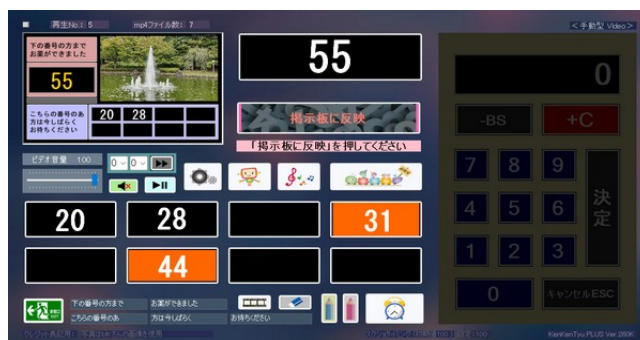 再生No.: 5
mp4ファイル数: 7
＜手動型 Video＞
下の番号の方まで
お薬ができました
55
こちらの番号のあ
方は今しばらく
お待ちください
20 28
55
掲示板に反映
「掲示板に反映」を押してください
0
-BS
+C
ビデオ音量 100
0
0
7 8 9
4 5 6
1 2 3
決定
0
キャンセルESC
20
28
31
44
下の番号の方まで
お薬ができました
こちらの番号のあ
方は今しばらく
お待ちください
KenKenTyu PLUS Ver 260K